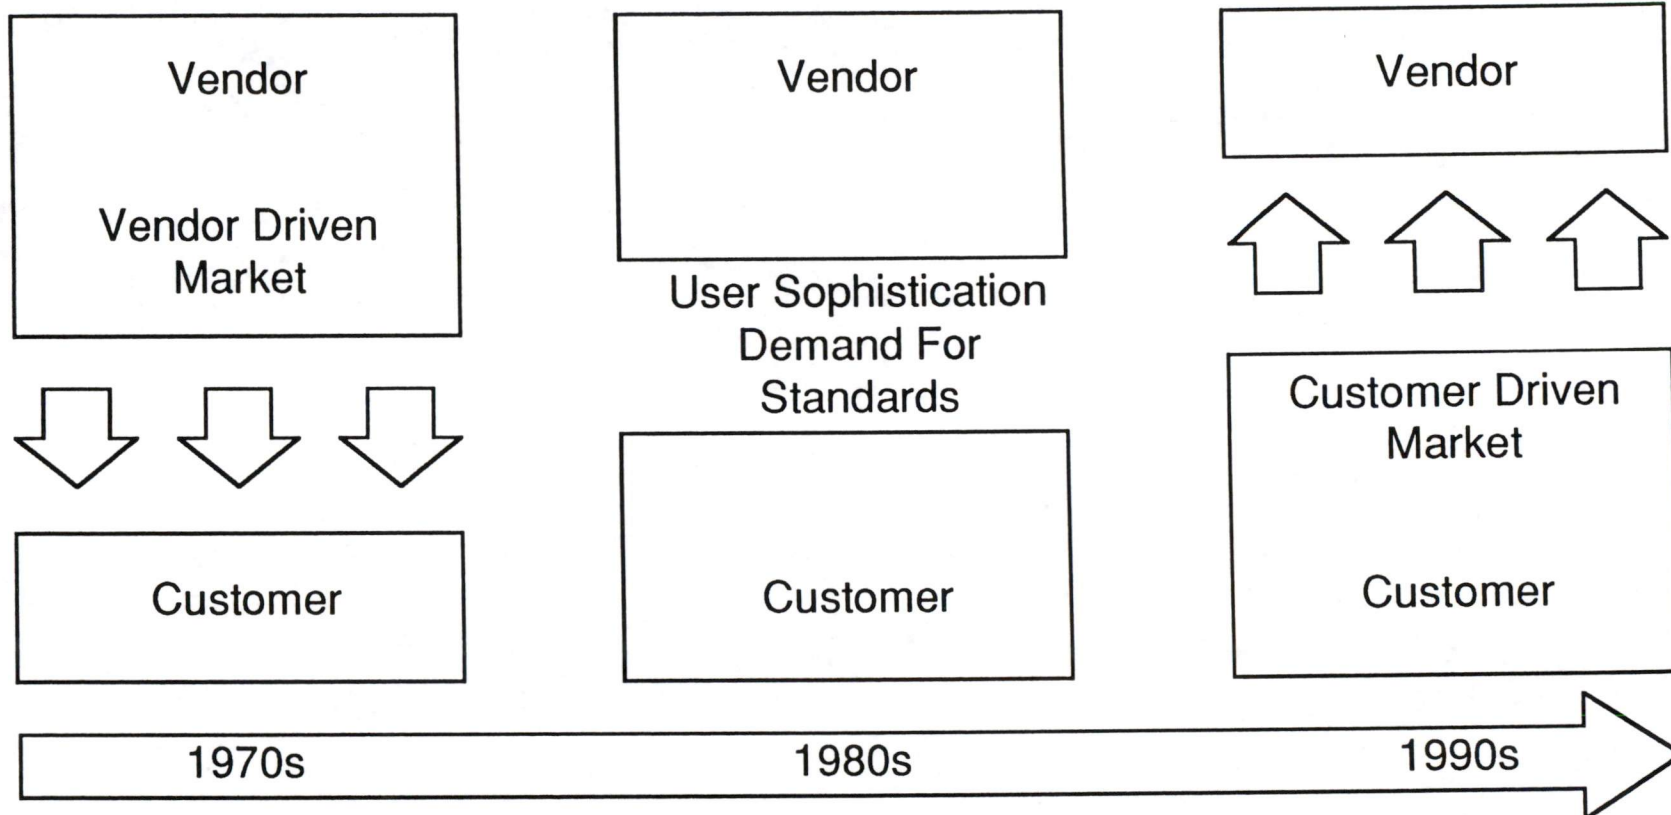 Vendor
Vendor Driven
Market
Customer
Vendor
User Sophistication
Demand For
Standards
Customer
Vendor
Customer Driven
Market
Customer
1970s
1980s
1990s